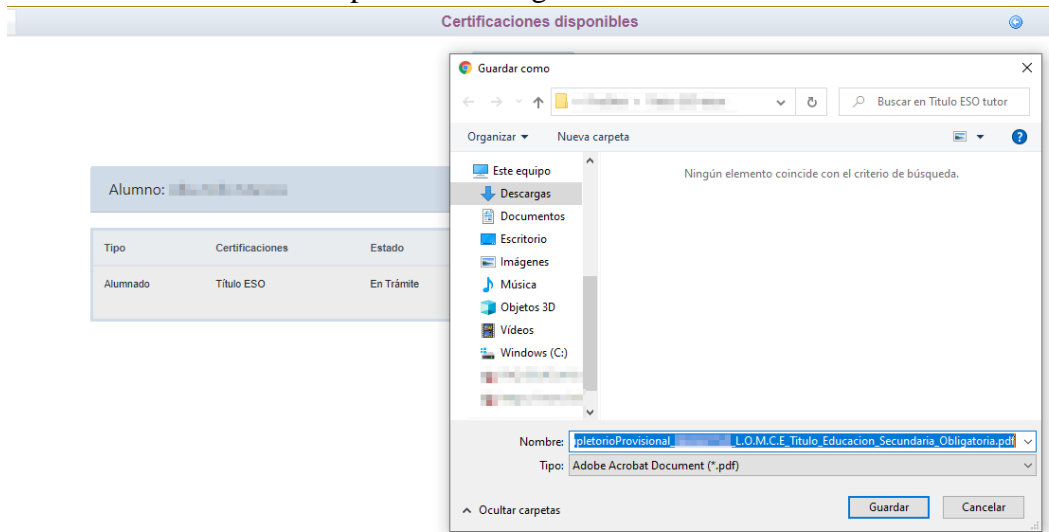 Certificaciones disponibles
Guardar como
Buscar en Titulo ESO tutor
Organizar
Nueva carpeta
Este equipo
Ningún elemento coincide con el criterio de búsqueda.
Descargas
Alumno:
Documentos
Escritorio
Tipo
Certificaciones
Estado
Imágenes
Música
Alumnado
Título ESO
En Trámite
Objetos 3D
Vídeos
Windows (C:)
Nombre:
_L.O.M.C.E_Titulo_Educacion_Secundaria_Obligatoria.pdf
Tipo: Adobe Acrobat Document (*.pdf)
Ocultar carpetas
Guardar
Cancelar